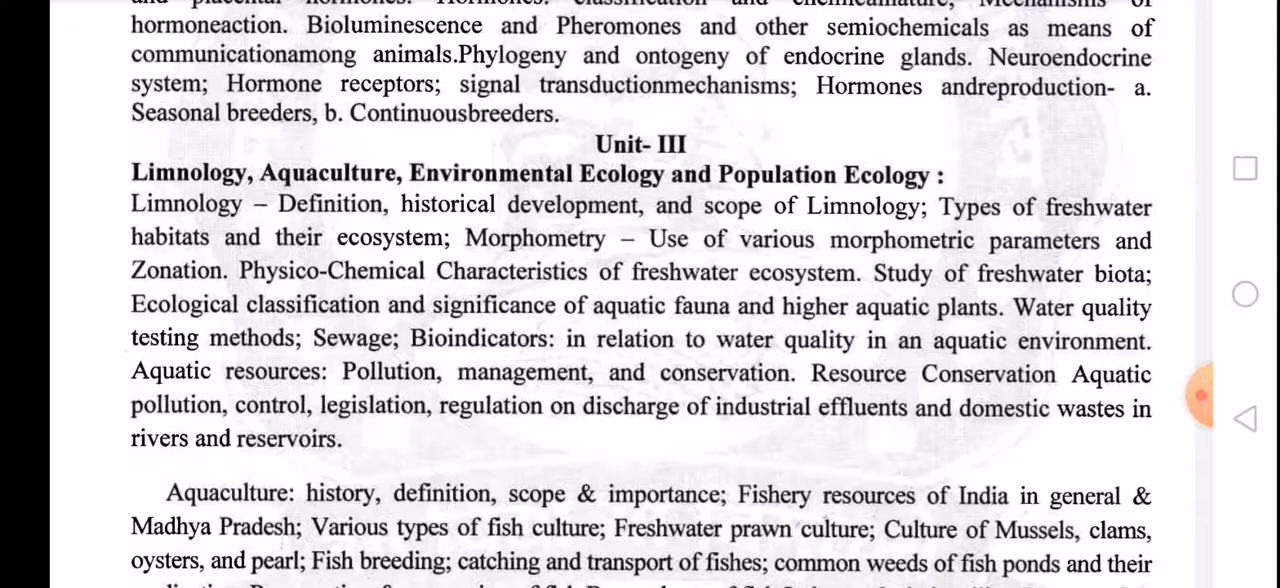 hormoneaction. Bioluminescence and Pheromones and other semiochemicals as means of
communicationamong animals.Phylogeny and ontogeny of endocrine glands. Neuroendocrine
system; Hormone receptors; signal transductionmechanisms; Hormones andreproduction- a.
Seasonal breeders, b. Continuousbreeders.
Unit- III
Limnology, Aquaculture, Environmental Ecology and Population Ecology :
Limnology – Definition, historical development, and scope of Limnology; Types of freshwater
habitats and their ecosystem; Morphometry – Use of various morphometric parameters and
Zonation. Physico-Chemical Characteristics of freshwater ecosystem. Study of freshwater biota;
Ecological classification and significance of aquatic fauna and higher aquatic plants. Water quality
testing methods; Sewage; Bioindicators: in relation to water quality in an aquatic environment.
Aquatic resources: Pollution, management, and conservation. Resource Conservation Aquatic
pollution, control, legislation, regulation on discharge of industrial effluents and domestic wastes in
rivers and reservoirs.
Aquaculture: history, definition, scope & importance; Fishery resources of India in general &
Madhya Pradesh; Various types of fish culture; Freshwater prawn culture; Culture of Mussels, clams,
oysters, and pearl; Fish breeding; catching and transport of fishes; common weeds of fish ponds and their